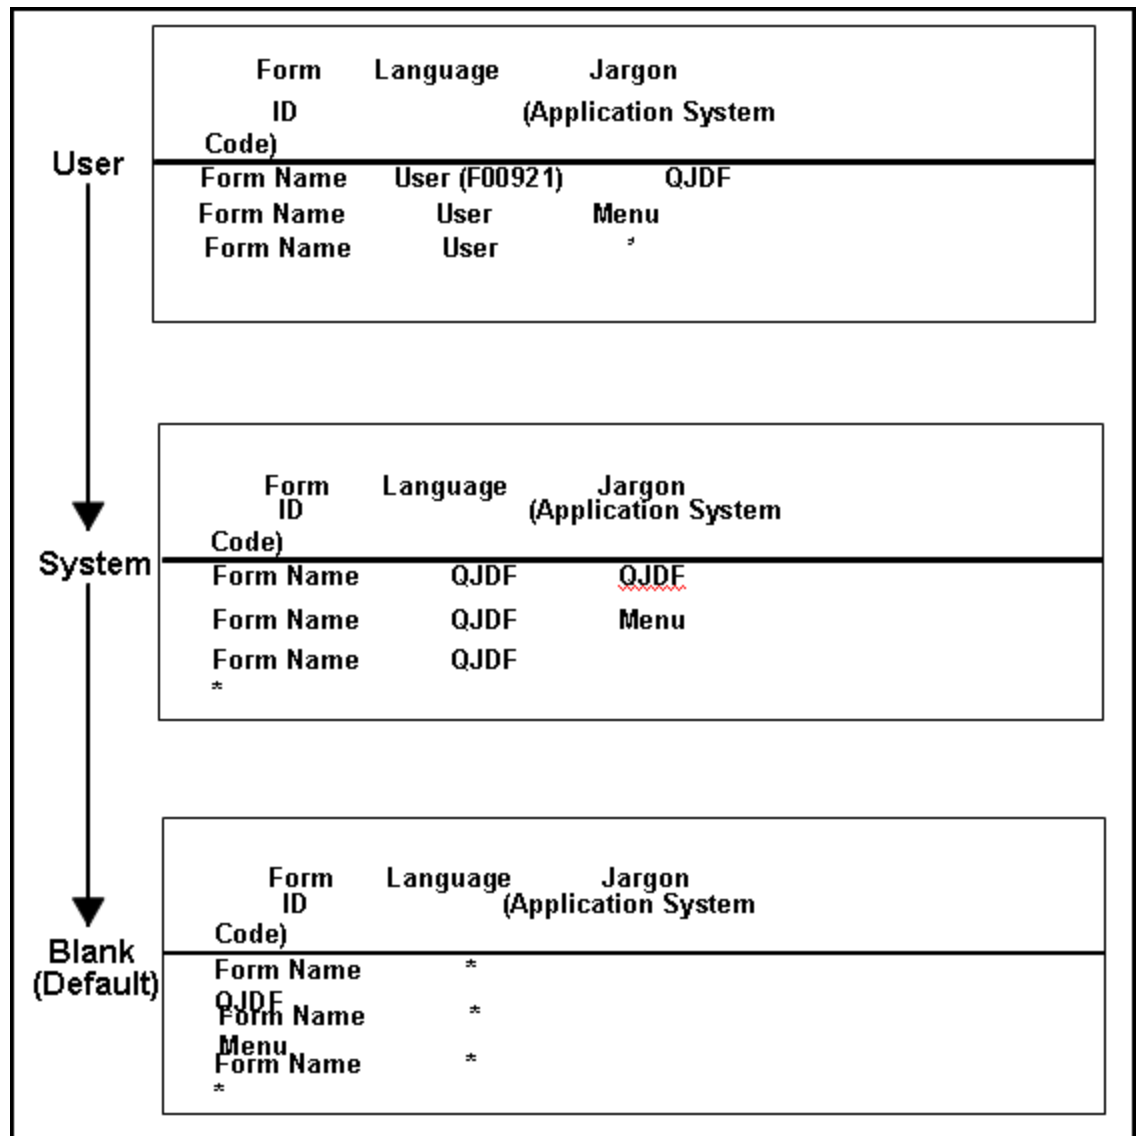 Form Language Jargon
ID (Application System
Code)
User
Form Name User (F00921) QJDF
Form Name User Menu
Form Name User *
Form Language Jargon
ID (Application System
Code)
System
Form Name QJDF QJDF
Form Name QJDF Menu
Form Name QJDF
*
Form Language Jargon
ID (Application System
Code)
Blank
(Default)
Form Name *
QJDF
Form Name *
Menu
Form Name *
*